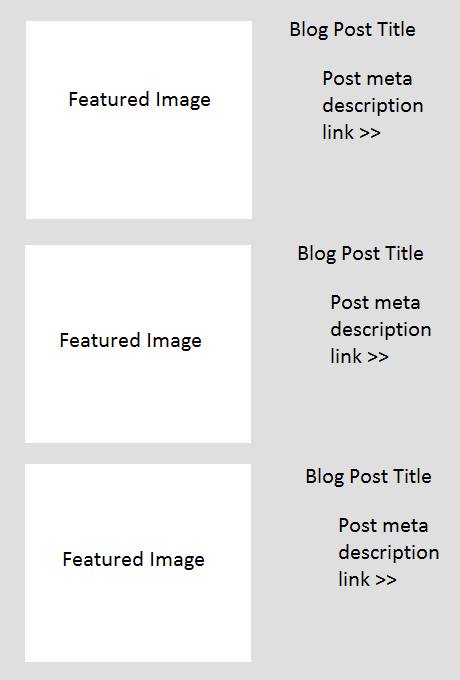 Blog Post Title
Featured Image
Post meta
description
link >>
Blog Post Title
Featured Image
Post meta
description
link >>
Blog Post Title
Featured Image
Post meta
description
link >>